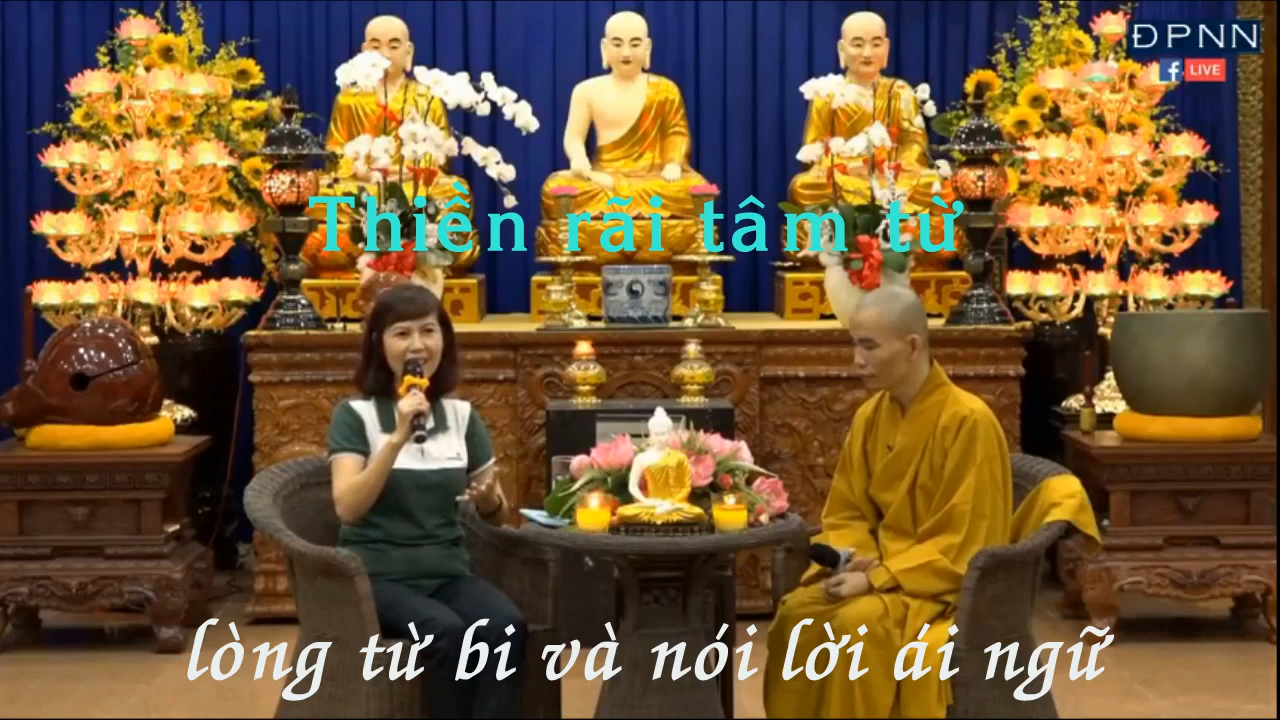 ĐPNN
f LIVE
Thiền rãi tâm từ
lòng từ bi và nói lời ái ngữ